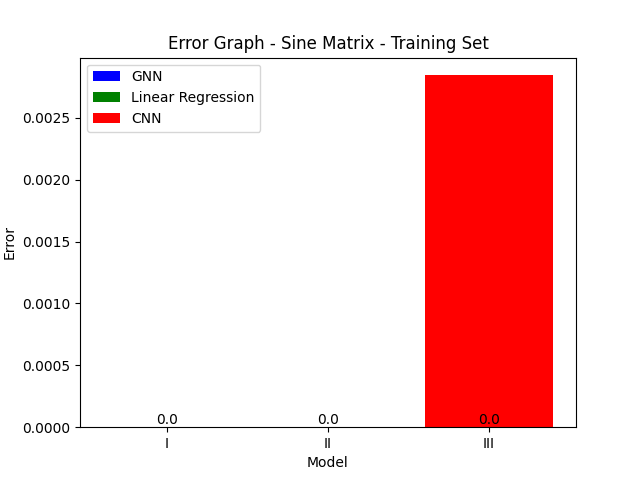 Error Graph - Sine Matrix - Training Set
GNN
Linear Regression
CNN
0.0025
0.0020
0.0015
0.0010
0.0005
0.0000
Error
0.0 0.0 0.0
I II III
Model